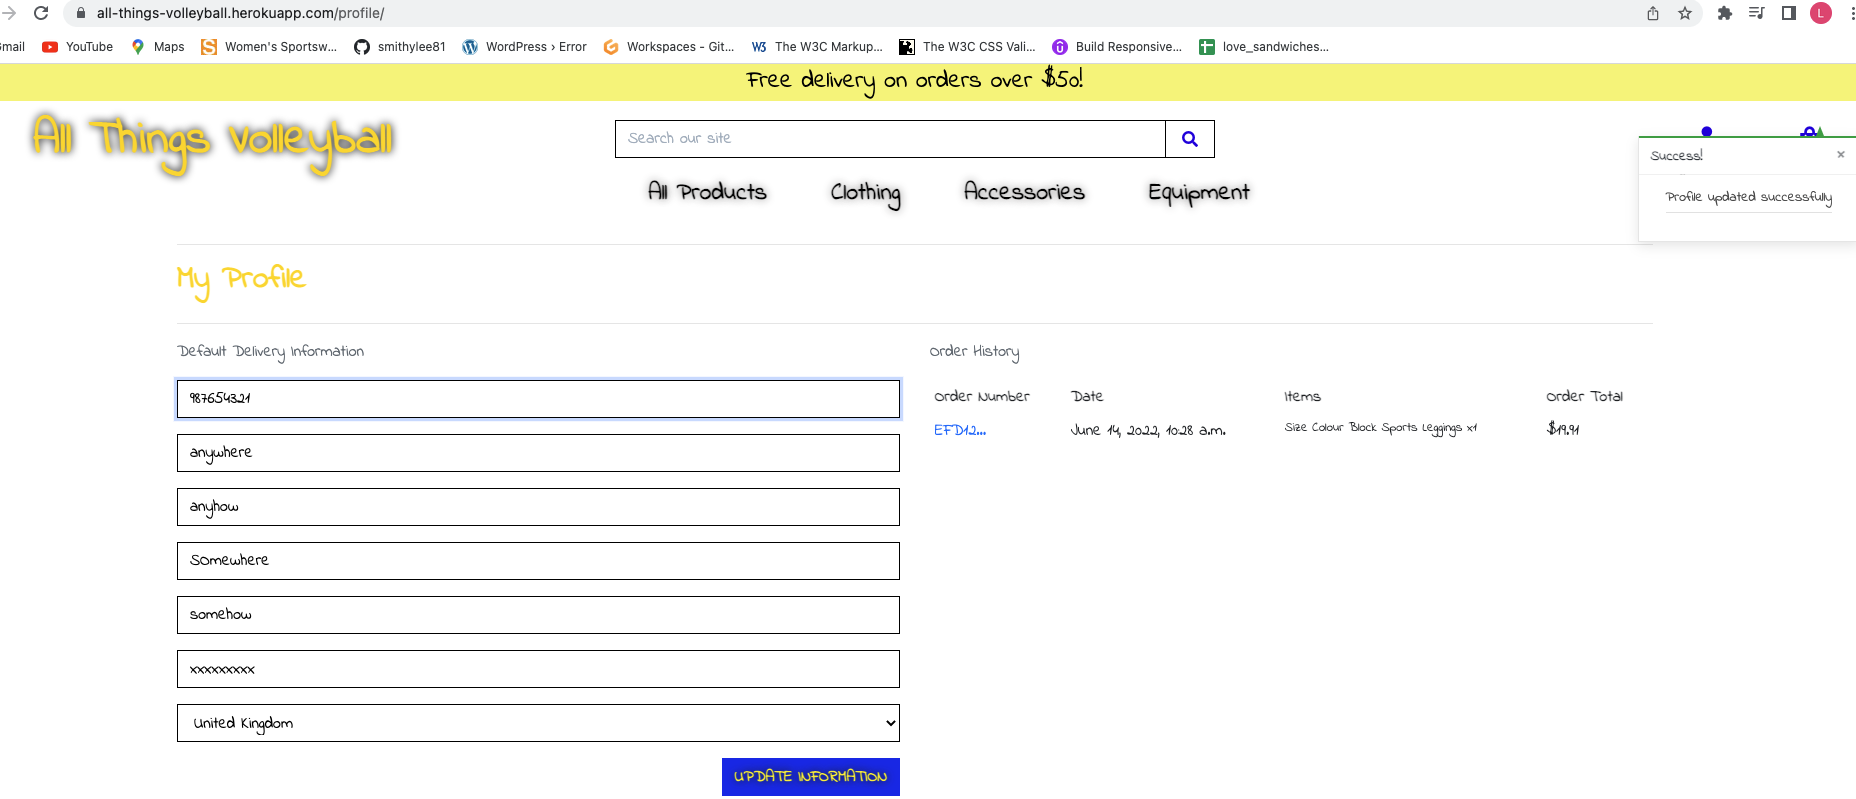 all-things-volleyball.herokuapp.com/profile/
L
Gmail YouTube Maps Women's Sportsw... smithylee81 WordPress › Error Workspaces - Git... The W3C Markup... The W3C CSS Vali... Build Responsive... love_sandwiches...
Free delivery on orders over $50!
All Things Volleyball
Search our site
All Products Clothing Accessories Equipment
Success! ×
Profile updated successfully
My Profile
Default Delivery Information
987654321
anywhere
anyhow
SOmewhere
somehow
xxxxxxxxx
United Kingdom
UPDATE INFORMATION
Order History
Order Number Date Items Order Total
EFD12... June 14, 2022, 10:28 a.m. Size Colour Block Sports Leggings x1 $19.91